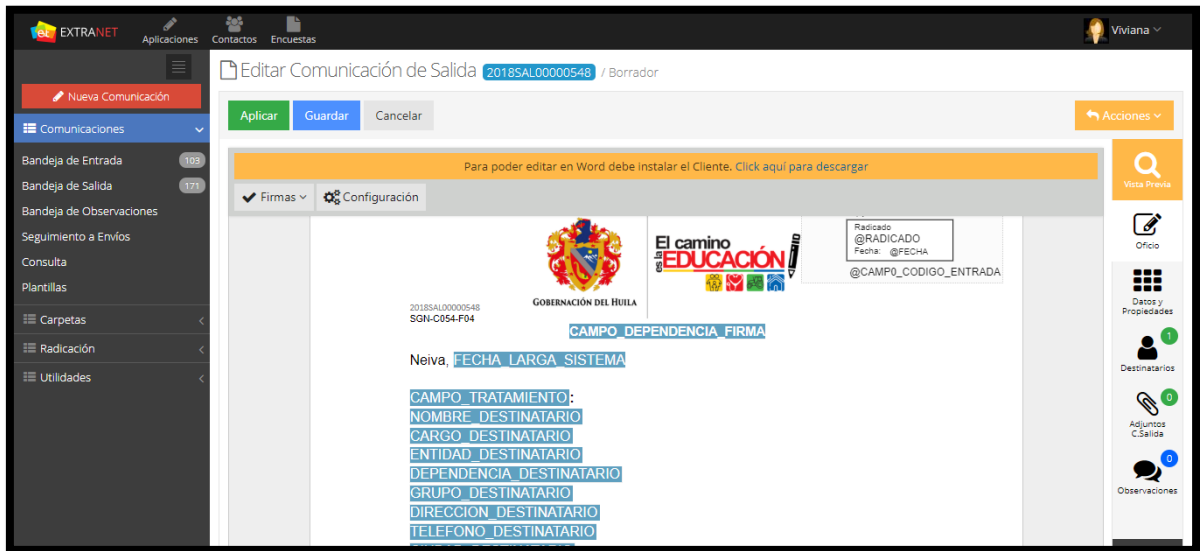 EXTRANET
Aplicaciones
Contactos
Encuestas
Viviana
Nueva Comunicación
Comunicaciones
Bandeja de Entrada 103
Bandeja de Salida 171
Bandeja de Observaciones
Seguimiento a Envíos
Consulta
Plantillas
Carpetas
Radicación
Utilidades
Editar Comunicación de Salida 2018SAL00000548 / Borrador
Aplicar
Guardar
Cancelar
Acciones
Para poder editar en Word debe instalar el Cliente. Click aquí para descargar
Firmas
Configuración
GOBERNACIÓN DEL HUILA
El camino
es la EDUCACIÓN
Radicado
@RADICADO
Fecha: @FECHA
@CAMP0_CODIGO_ENTRADA
2018SAL00000548
SGN-C054-F04
CAMPO_DEPENDENCIA_FIRMA
Neiva, FECHA_LARGA_SISTEMA
CAMPO_TRATAMIENTO:
NOMBRE_DESTINATARIO
CARGO_DESTINATARIO
ENTIDAD_DESTINATARIO
DEPENDENCIA_DESTINATARIO
GRUPO_DESTINATARIO
DIRECCION_DESTINATARIO
TELEFONO_DESTINATARIO
Vista Previa
Oficio
Datos y
Propiedades
1
Destinatarios
0
Adjuntos
C.Salida
0
Observaciones